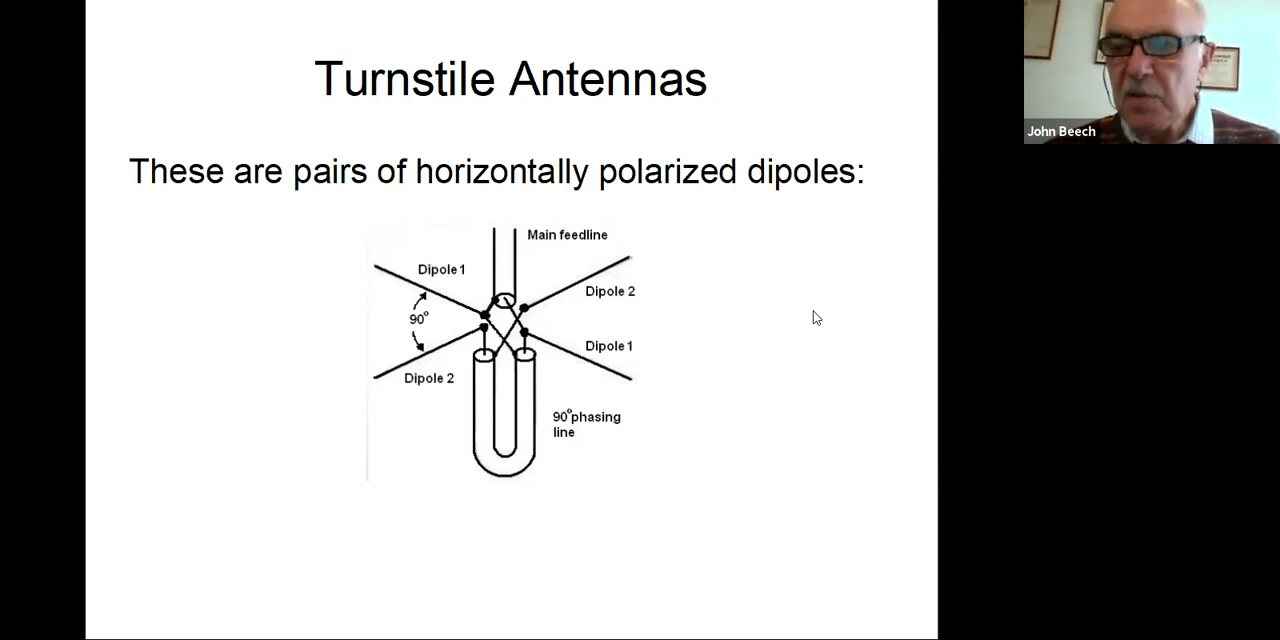 Turnstile Antennas
These are pairs of horizontally polarized dipoles:
Main feedline
Dipole 1
Dipole 2
90°
Dipole 1
Dipole 2
90° phasing
line
John Beech